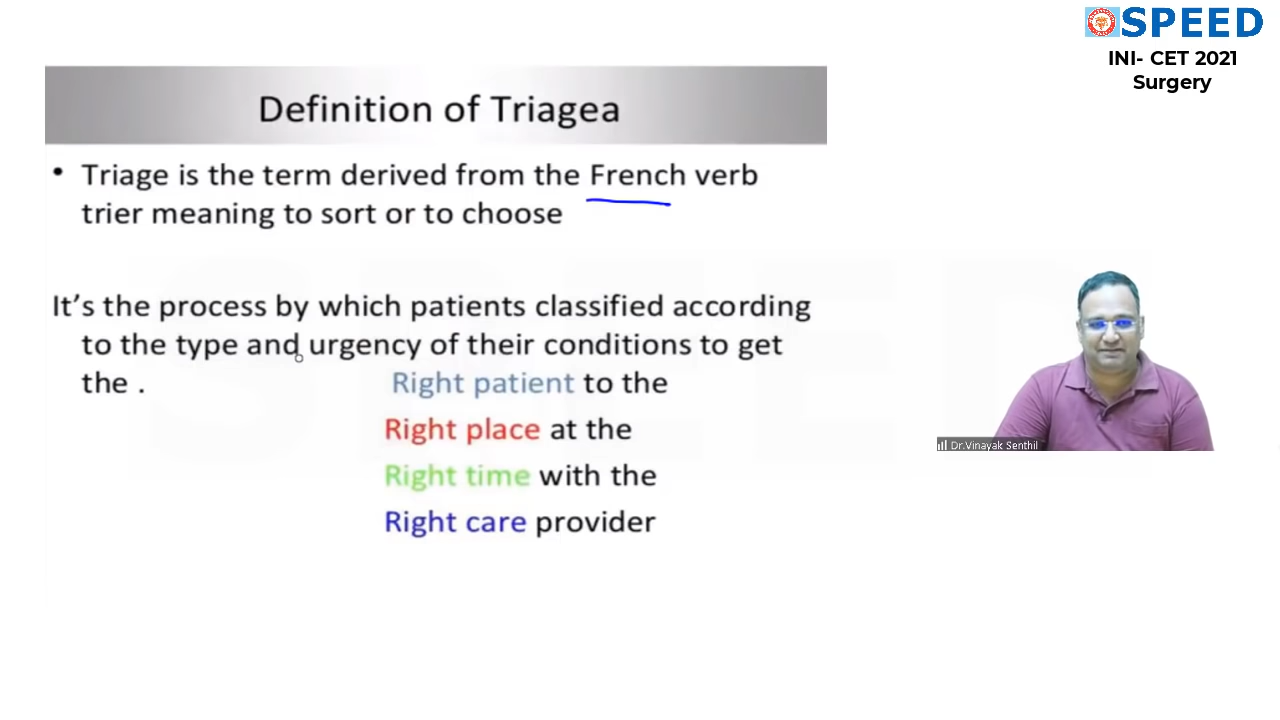 SPEED
INI- CET 2021
Surgery
Definition of Triagea
• Triage is the term derived from the French verb
trier meaning to sort or to choose
It’s the process by which patients classified according
to the type and urgency of their conditions to get
the . Right patient to the
Right place at the
Right time with the
Right care provider
Dr.Vinayak Senthil